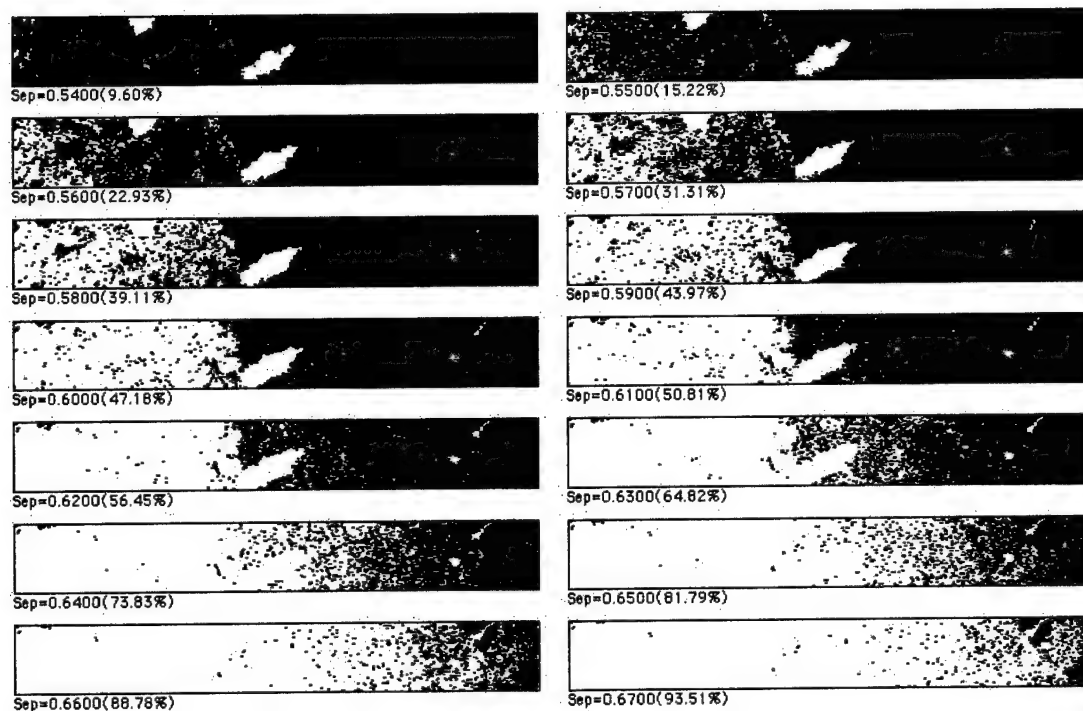 Sep=0.5400(9.60%)
Sep=0.5500(15.22%)
Sep=0.5600(22.93%)
Sep=0.5700(31.31%)
Sep=0.5800(39.11%)
Sep=0.5900(43.97%)
Sep=0.6000(47.18%)
Sep=0.6100(50.81%)
Sep=0.6200(56.45%)
Sep=0.6300(64.82%)
Sep=0.6400(73.83%)
Sep=0.6500(81.79%)
Sep=0.6600(88.78%)
Sep=0.6700(93.51%)